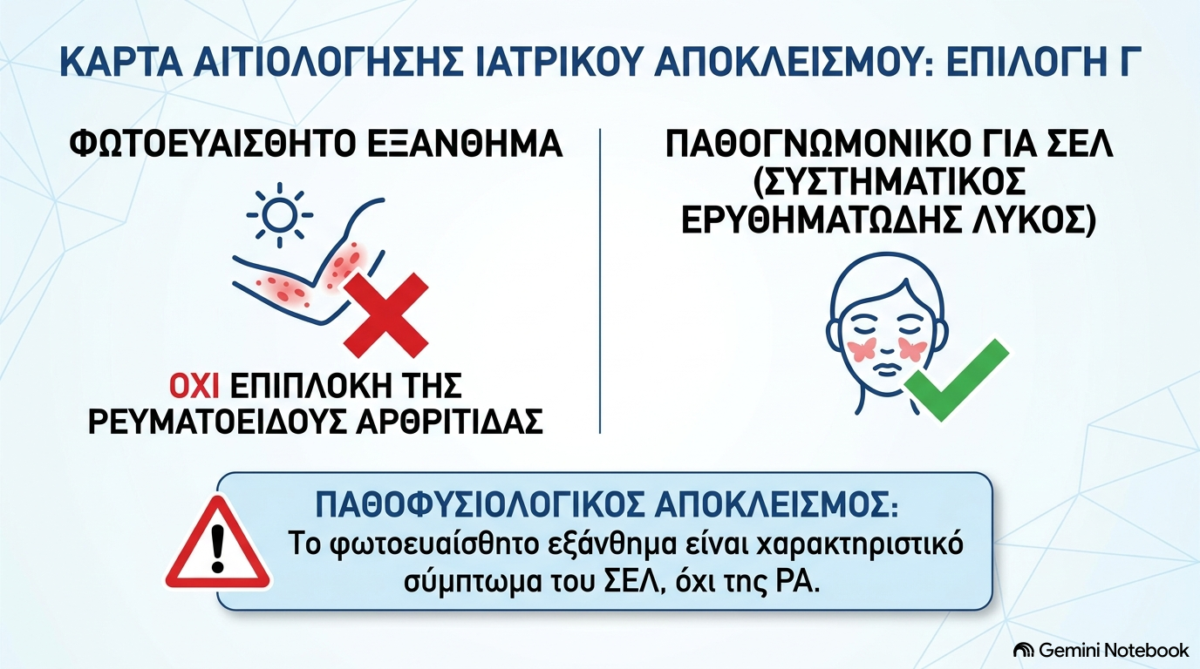 ΚΑΡΤΑ ΑΙΤΙΟΛΟΓΗΣΗΣ ΙΑΤΡΙΚΟΥ ΑΠΟΚΛΕΙΣΜΟΥ: ΕΠΙΛΟΓΗ Γ
ΦΩΤΟΕΥΑΙΣΘΗΤΟ ΕΞΑΝΘΗΜΑ
ΟΧΙ ΕΠΙΠΛΟΚΗ ΤΗΣ
ΡΕΥΜΑΤΟΕΙΔΟΥΣ ΑΡΘΡΙΤΙΔΑΣ
ΠΑΘΟΓΝΩΜΟΝΙΚΟ ΓΙΑ ΣΕΛ
(ΣΥΣΤΗΜΑΤΙΚΟΣ
ΕΡΥΘΗΜΑΤΩΔΗΣ ΛΥΚΟΣ)
ΠΑΘΟΦΥΣΙΟΛΟΓΙΚΟΣ ΑΠΟΚΛΕΙΣΜΟΣ:
Το φωτοευαίσθητο εξάνθημα είναι χαρακτηριστικό
σύμπτωμα του ΣΕΛ, όχι της ΡΑ.
Gemini Notebook